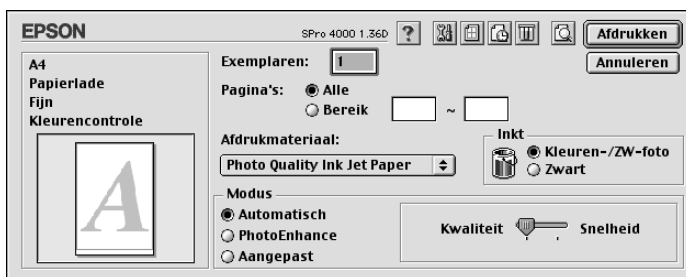 EPSON
SPro 4000 1.36D
?
Afdrukken
Annuleren
A4
Papierlade
Fijn
Kleurencontrole
A
Exemplaren: 1
Pagina's: Alle
Bereik ~
Afdrukmateriaal:
Photo Quality Ink Jet Paper
Inkt
Kleuren-/ZW-foto
Zwart
Modus
Automatisch
PhotoEnhance
Aangepast
Kwaliteit Snelheid